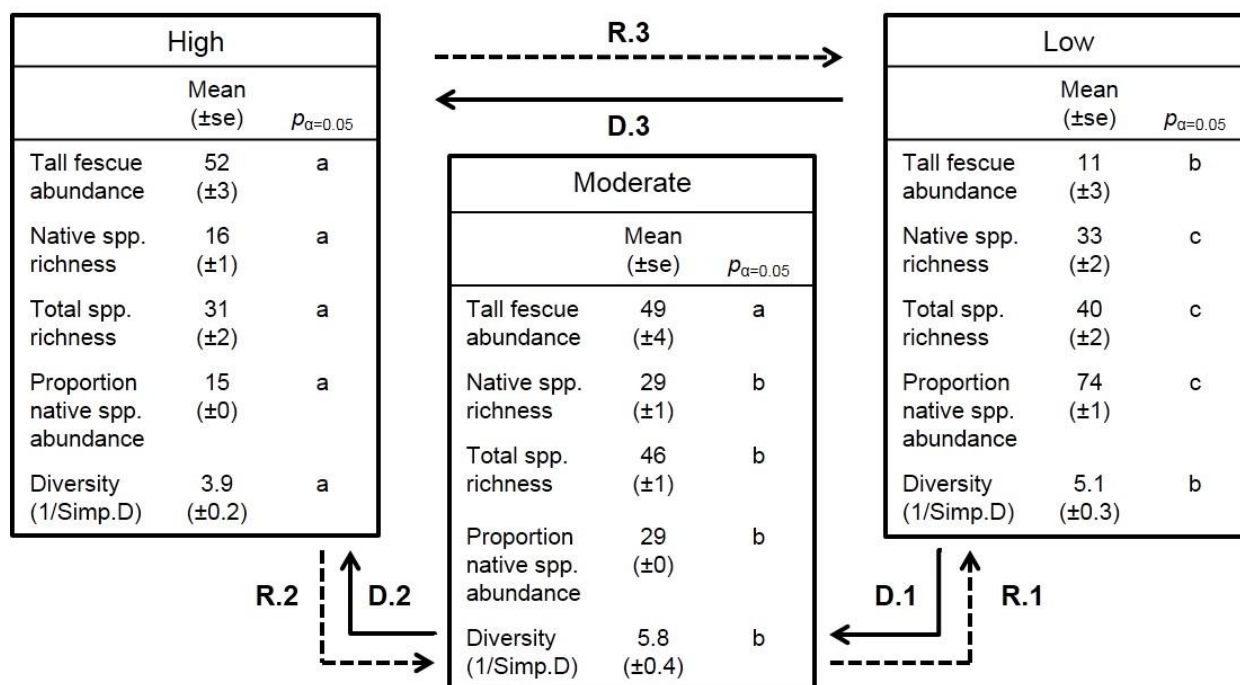 High
Mean
(±se) pα=0.05
Tall fescue
abundance
52
(±3)
a
Native spp.
richness
16
(±1)
a
Total spp.
richness
31
(±2)
a
Proportion
native spp.
abundance
15
(±0)
a
Diversity
(1/Simp.D)
3.9
(±0.2)
a
R.3
D.3
Moderate
Mean
(±se) pα=0.05
Tall fescue
abundance
49
(±4)
a
Native spp.
richness
29
(±1)
b
Total spp.
richness
46
(±1)
b
Proportion
native spp.
abundance
29
(±0)
b
Diversity
(1/Simp.D)
5.8
(±0.4)
b
Low
Mean
(±se) pα=0.05
Tall fescue
abundance
11
(±3)
b
Native spp.
richness
33
(±2)
c
Total spp.
richness
40
(±2)
c
Proportion
native spp.
abundance
74
(±1)
c
Diversity
(1/Simp.D)
5.1
(±0.3)
b
R.2
D.2
D.1
R.1